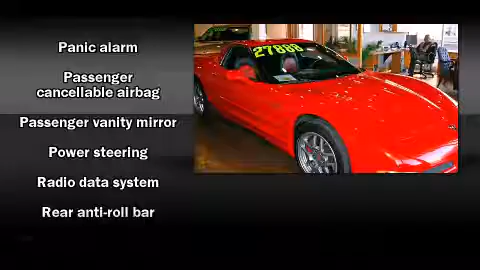 Panic alarm
Passenger
cancellable airbag
Passenger vanity mirror
Power steering
Radio data system
Rear anti-roll bar
27888